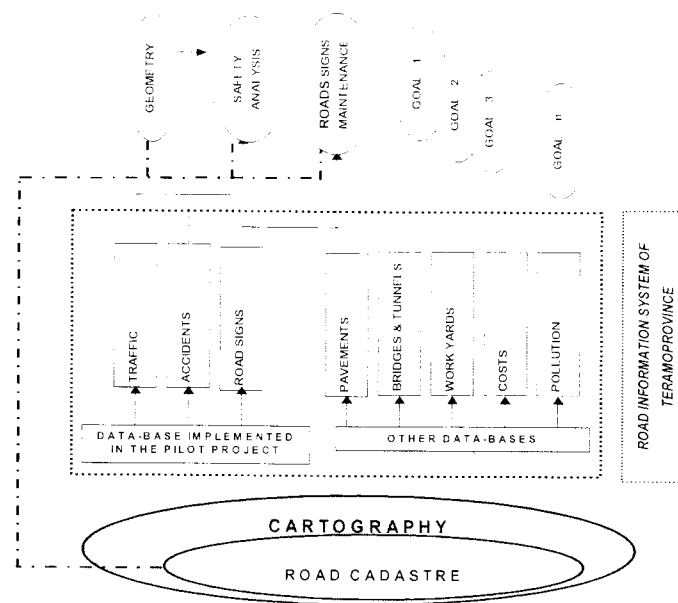 GEOMETRY
SAFETY
ANALYSIS
ROADS SIGNS
MAINTENANCE
GOAL 1
GOAL 2
GOAL 3
GOAL n
TRAFFIC
ACCIDENTS
ROAD SIGNS
PAVEMENTS
BRIDGES & TUNNELS
WORK YARDS
COSTS
POLLUTION
DATA-BASE IMPLEMENTED
IN THE PILOT PROJECT
OTHER DATA-BASES
ROAD INFORMATION SYSTEM OF
TERAMOPROVINCE
CARTOGRAPHY
ROAD CADASTRE